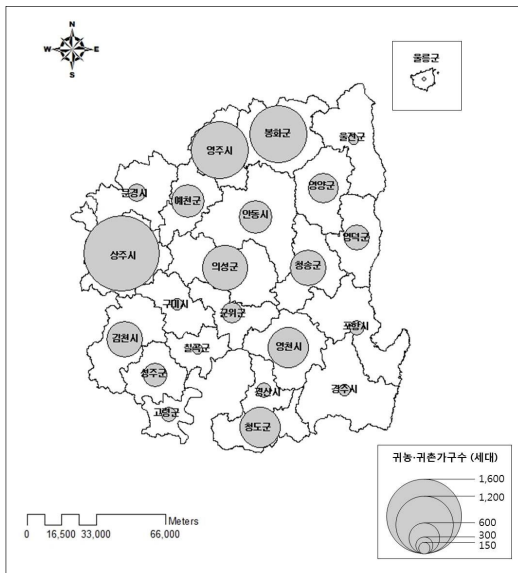 N
W E
S
울릉군
봉화군
울진군
영주시
영양군
문경시
예천군
안동시
영덕군
상주시
의성군
청송군
구미시
군위군
포항시
김천시
칠곡군
영천시
성주군
경산시
경주시
고령군
청도군
귀농·귀촌가구수 (세대)
1,600
1,200
600
300
150
Meters
0 16,500 33,000 66,000